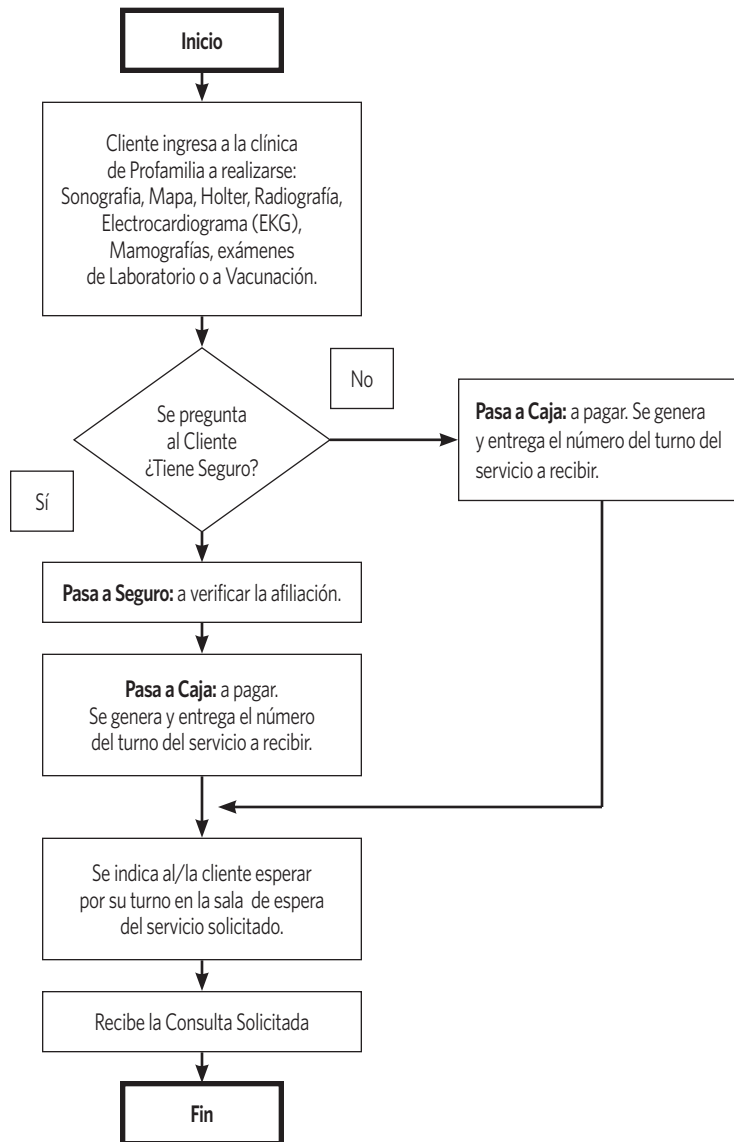 Inicio
Cliente ingresa a la clínica
de Profamilia a realizarse:
Sonografia, Mapa, Holter, Radiografía,
Electrocardiograma (EKG),
Mamografías, exámenes
de Laboratorio o a Vacunación.
Se pregunta
al Cliente
¿Tiene Seguro?
No
Pasa a Caja: a pagar. Se genera
y entrega el número del turno del
servicio a recibir.
Sí
Pasa a Seguro: a verificar la afiliación.
Pasa a Caja: a pagar.
Se genera y entrega el número
del turno del servicio a recibir.
Se indica al/la cliente esperar
por su turno en la sala de espera
del servicio solicitado.
Recibe la Consulta Solicitada
Fin